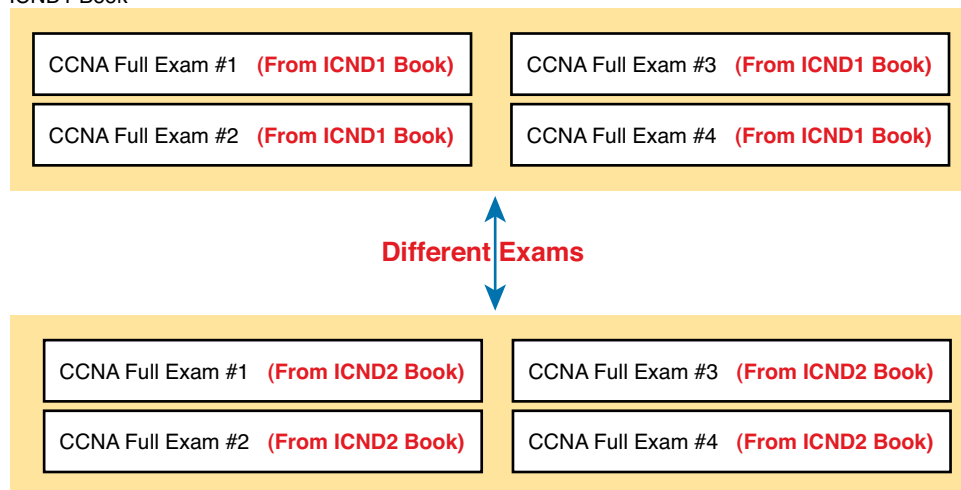 ICND1 Book
CCNA Full Exam #1 (From ICND1 Book)
CCNA Full Exam #3 (From ICND1 Book)
CCNA Full Exam #2 (From ICND1 Book)
CCNA Full Exam #4 (From ICND1 Book)
Different Exams
CCNA Full Exam #1 (From ICND2 Book)
CCNA Full Exam #3 (From ICND2 Book)
CCNA Full Exam #2 (From ICND2 Book)
CCNA Full Exam #4 (From ICND2 Book)